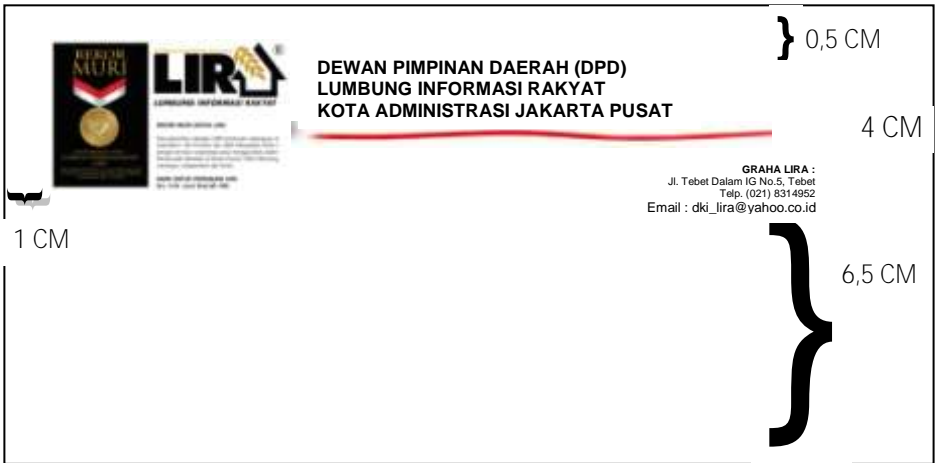 0,5 CM
REKOR
MURI
LIRA
®
LUMBUNG INFORMASI RAKYAT
DEWAN PIMPINAN DAERAH (DPD)
LUMBUNG INFORMASI RAKYAT
KOTA ADMINISTRASI JAKARTA PUSAT
4 CM
GRAHA LIRA :
Jl. Tebet Dalam IG No.5, Tebet
Telp. (021) 8314952
Email : dki_lira@yahoo.co.id
1 CM
6,5 CM